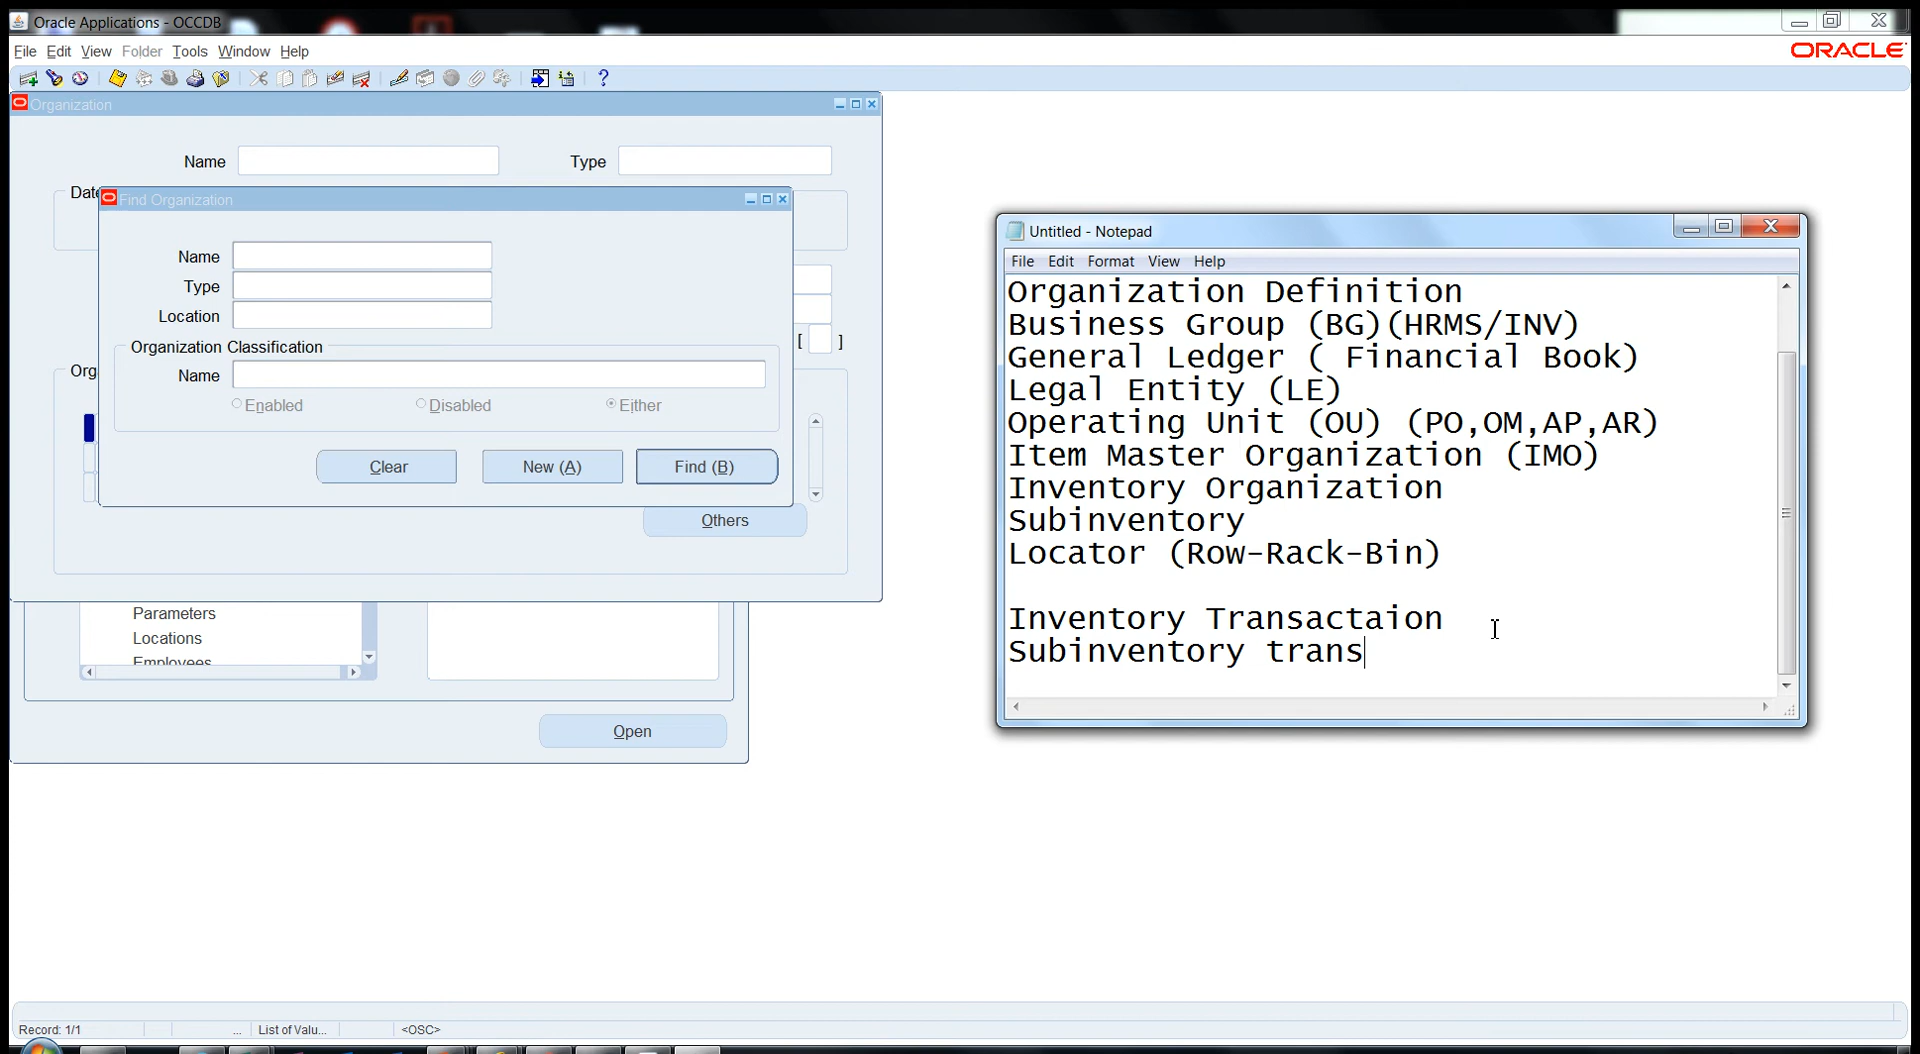 Oracle Applications - OCCDB
File Edit View Folder Tools Window Help
ORACLE
Organization
Name
Type
Find Organization
Name
Type
Location
Organization Classification
Name
Enabled
Disabled
Either
[ ]
Clear
New (A)
Find (B)
Others
Parameters
Locations
Employees
Open
Untitled - Notepad
File Edit Format View Help
Organization Definition
Business Group (BG)(HRMS/INV)
General Ledger ( Financial Book)
Legal Entity (LE)
Operating Unit (OU) (PO,OM,AP,AR)
Item Master Organization (IMO)
Inventory Organization
Subinventory
Locator (Row-Rack-Bin)
Inventory Transactaion
Subinventory trans
Record: 1/1 ... List of Valu... <OSC>